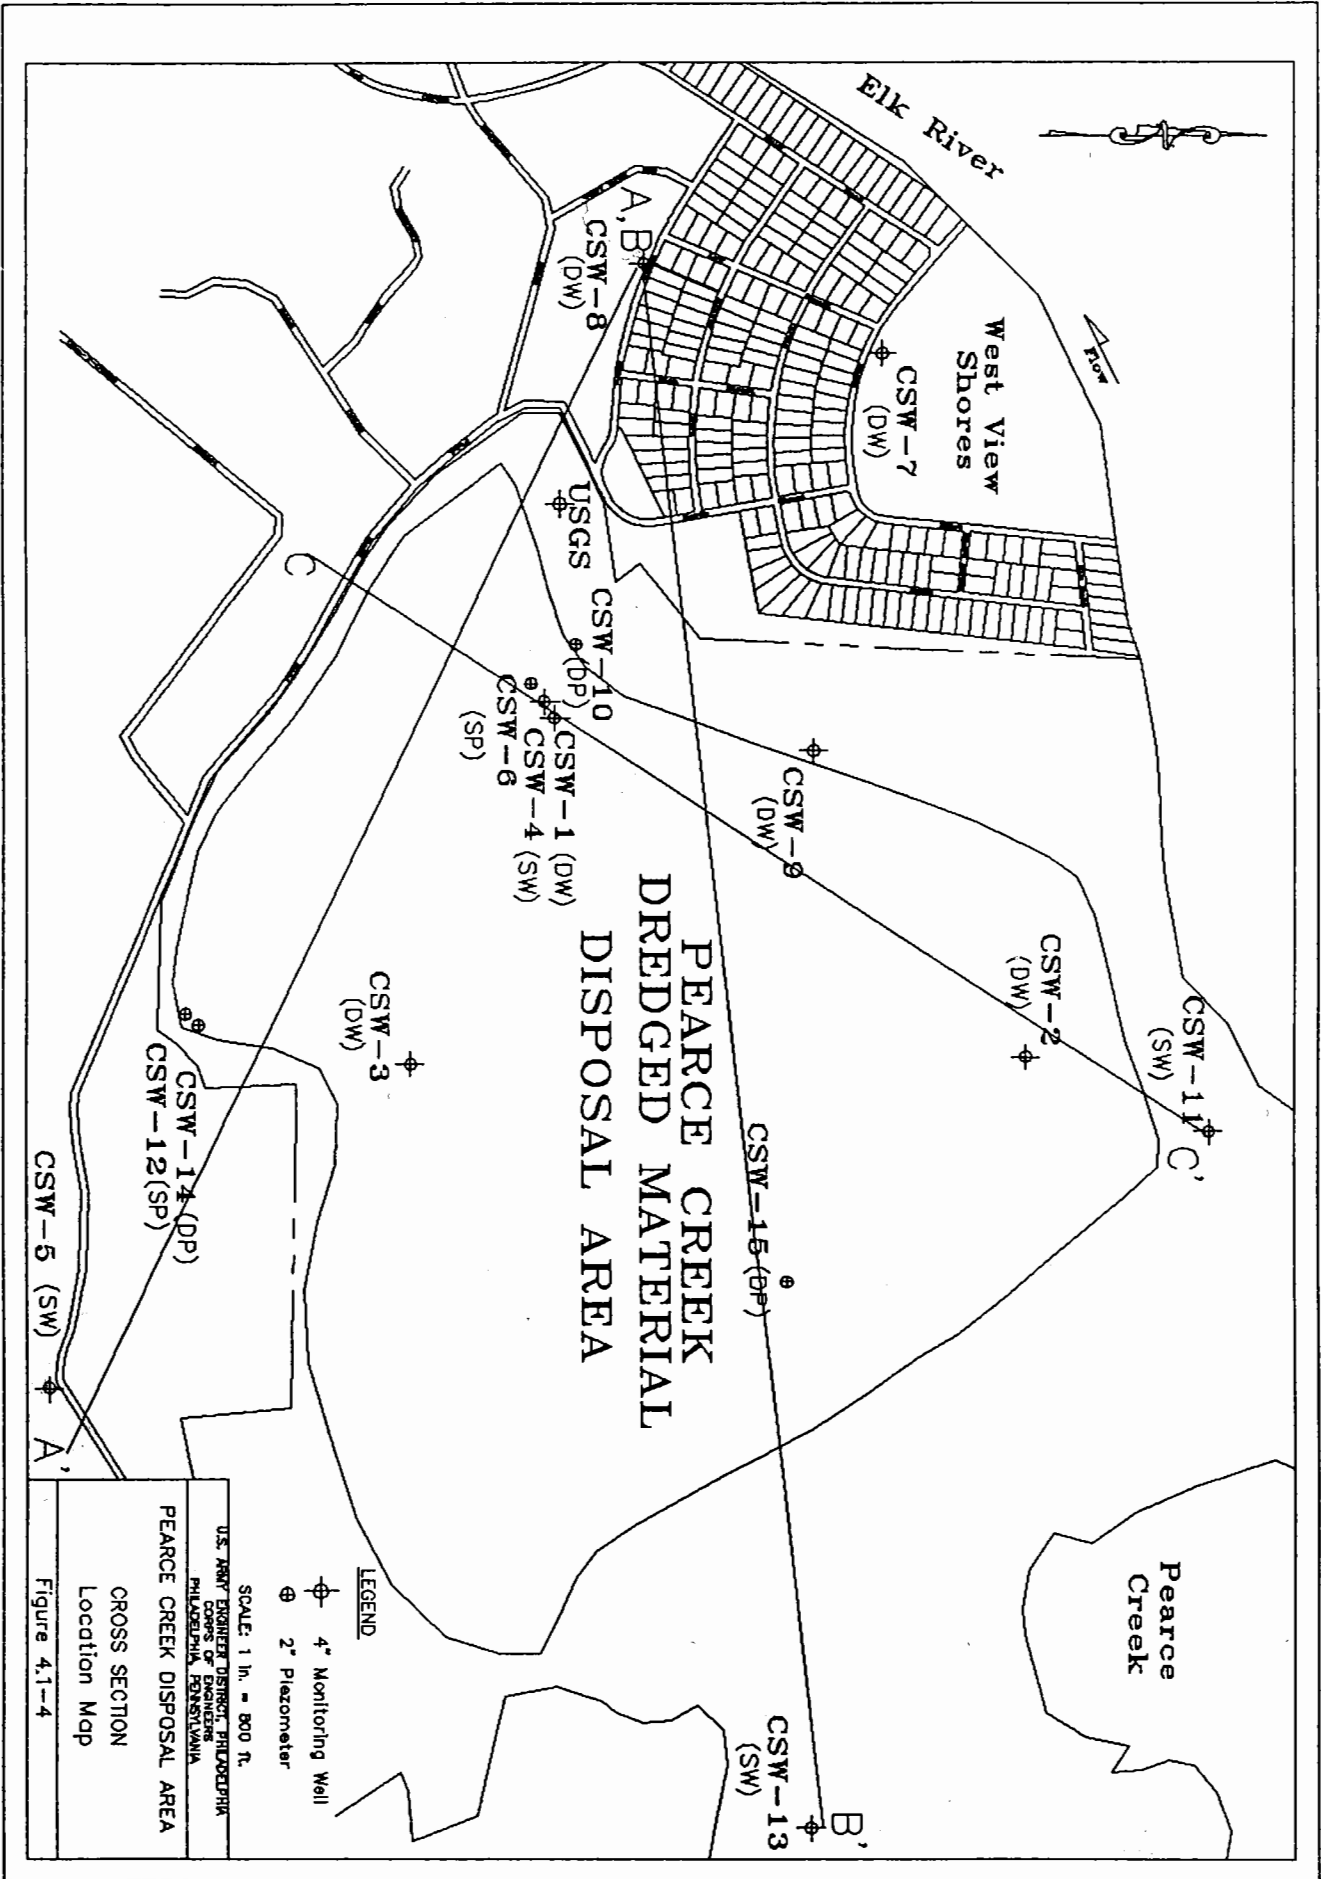 Elk River
Flow
West View
Shores
CSW-7
(DW)
A,B
CSW-8
(DW)
USGS
CSW-10
(DP)
CSW-1 (DW)
CSW-4 (SW)
CSW-6
(SP)
C
CSW-9
(DW)
CSW-2
(DW)
CSW-11
(SW)
C'
PEARCE CREEK
DREDGED MATERIAL
DISPOSAL AREA
CSW-3
(DW)
CSW-15 (DP)
CSW-14 (DP)
CSW-12(SP)
CSW-5 (SW)
A'
Pearce
Creek
CSW-13
(SW)
B'
LEGEND
4" Monitoring Well
2" Piezometer
SCALE: 1 in. = 800 ft.
U.S. ARMY ENGINEER DISTRICT, PHILADELPHIA
CORPS OF ENGINEERS
PHILADELPHIA, PENNSYLVANIA
PEARCE CREEK DISPOSAL AREA
CROSS SECTION
Location Map
Figure 4.1-4